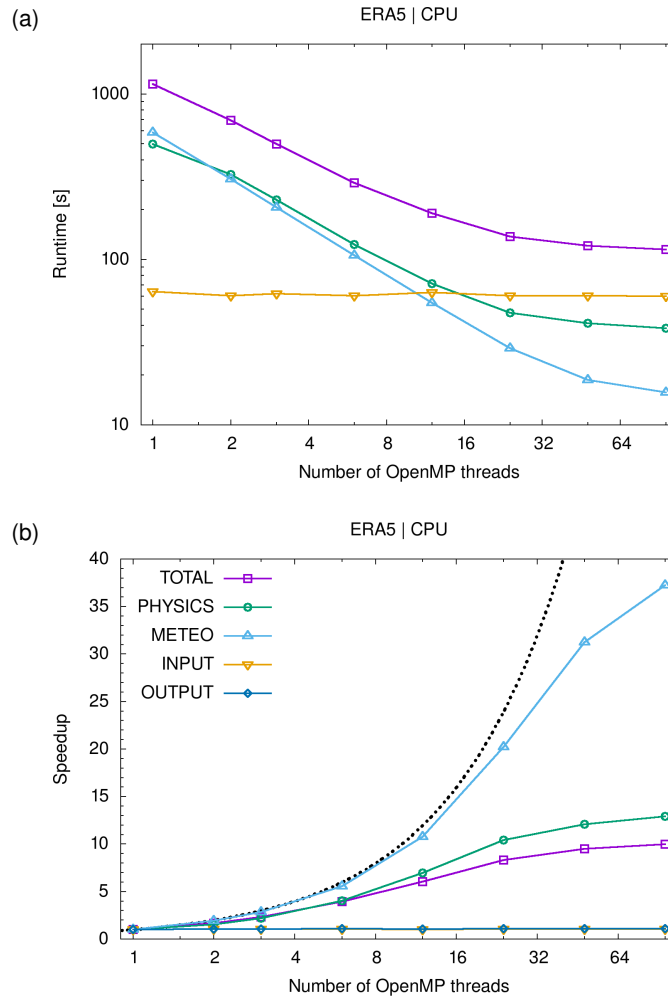 (a)
ERA5 | CPU
1000
100
10
Runtime [s]
1 2 4 8 16 32 64
Number of OpenMP threads
(b)
ERA5 | CPU
40
35
30
25
20
15
10
5
0
Speedup
TOTAL
PHYSICS
METEO
INPUT
OUTPUT
1 2 4 8 16 32 64
Number of OpenMP threads